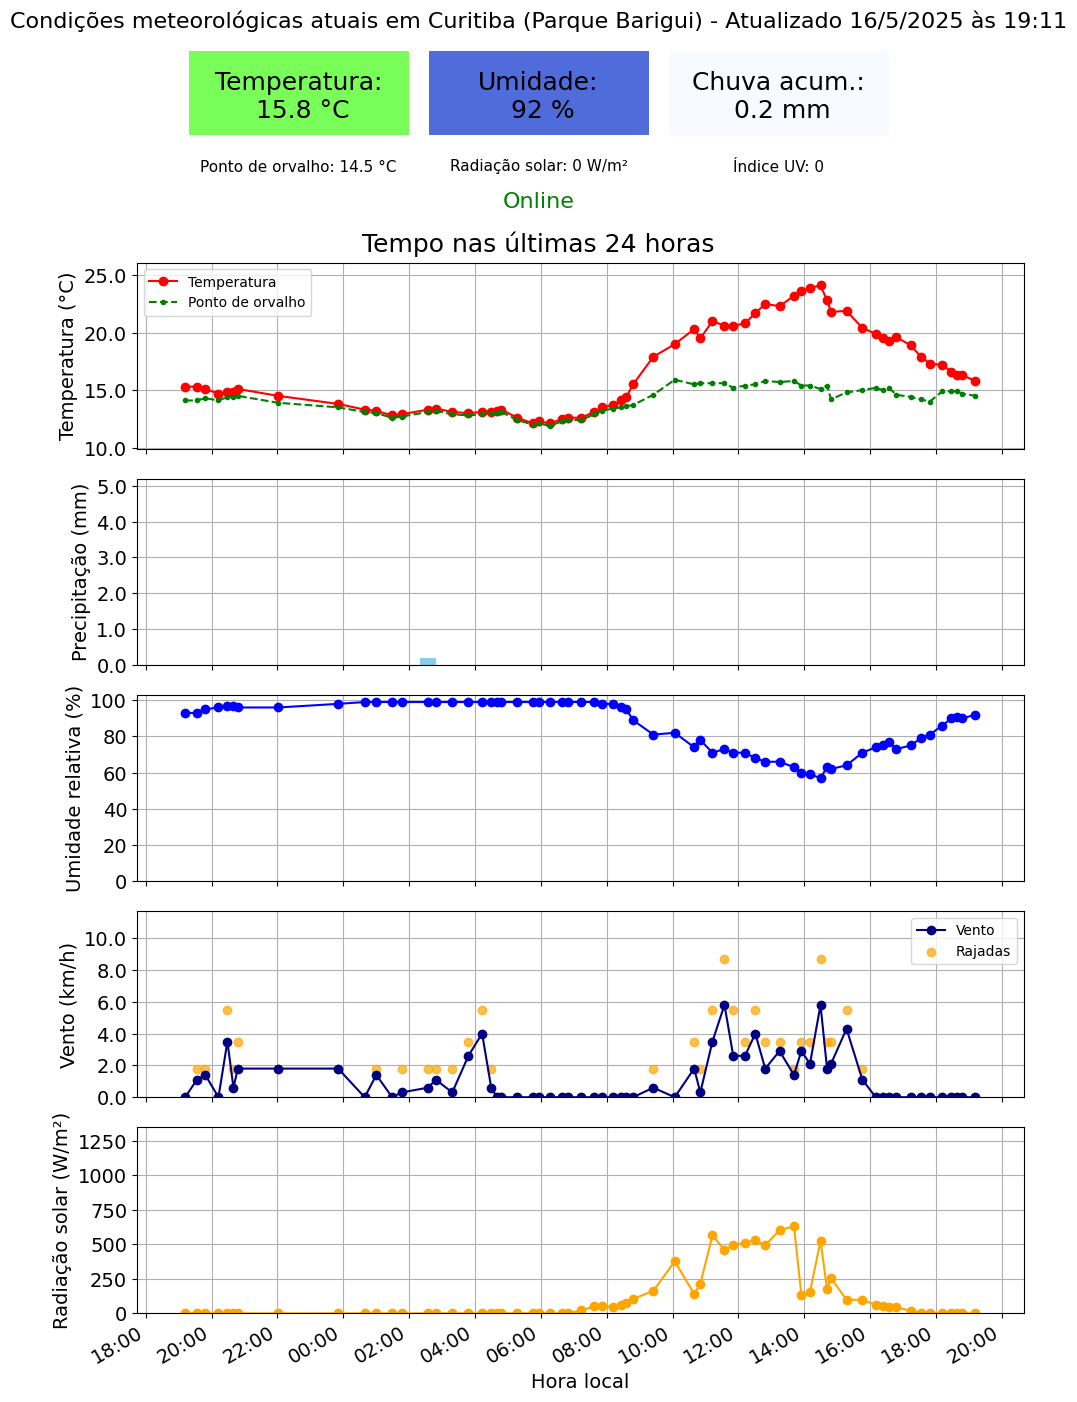 Condições meteorológicas atuais em Curitiba (Parque Barigui) - Atualizado 16/5/2025 às 19:11
Temperatura:
15.8 °C
Umidade:
92 %
Chuva acum.:
0.2 mm
Ponto de orvalho: 14.5 °C
Radiação solar: 0 W/m²
Índice UV: 0
Online
Tempo nas últimas 24 horas
Temperatura (°C)
25.0
20.0
15.0
10.0
Temperatura
Ponto de orvalho
Precipitação (mm)
5.0
4.0
3.0
2.0
1.0
0.0
Umidade relativa (%)
100
80
60
40
20
0
Vento (km/h)
10.0
8.0
6.0
4.0
2.0
0.0
Vento
Rajadas
Radiação solar (W/m²)
1250
1000
750
500
250
0
18:00 20:00 22:00 00:00 02:00 04:00 06:00 08:00 10:00 12:00 14:00 16:00 18:00 20:00
Hora local